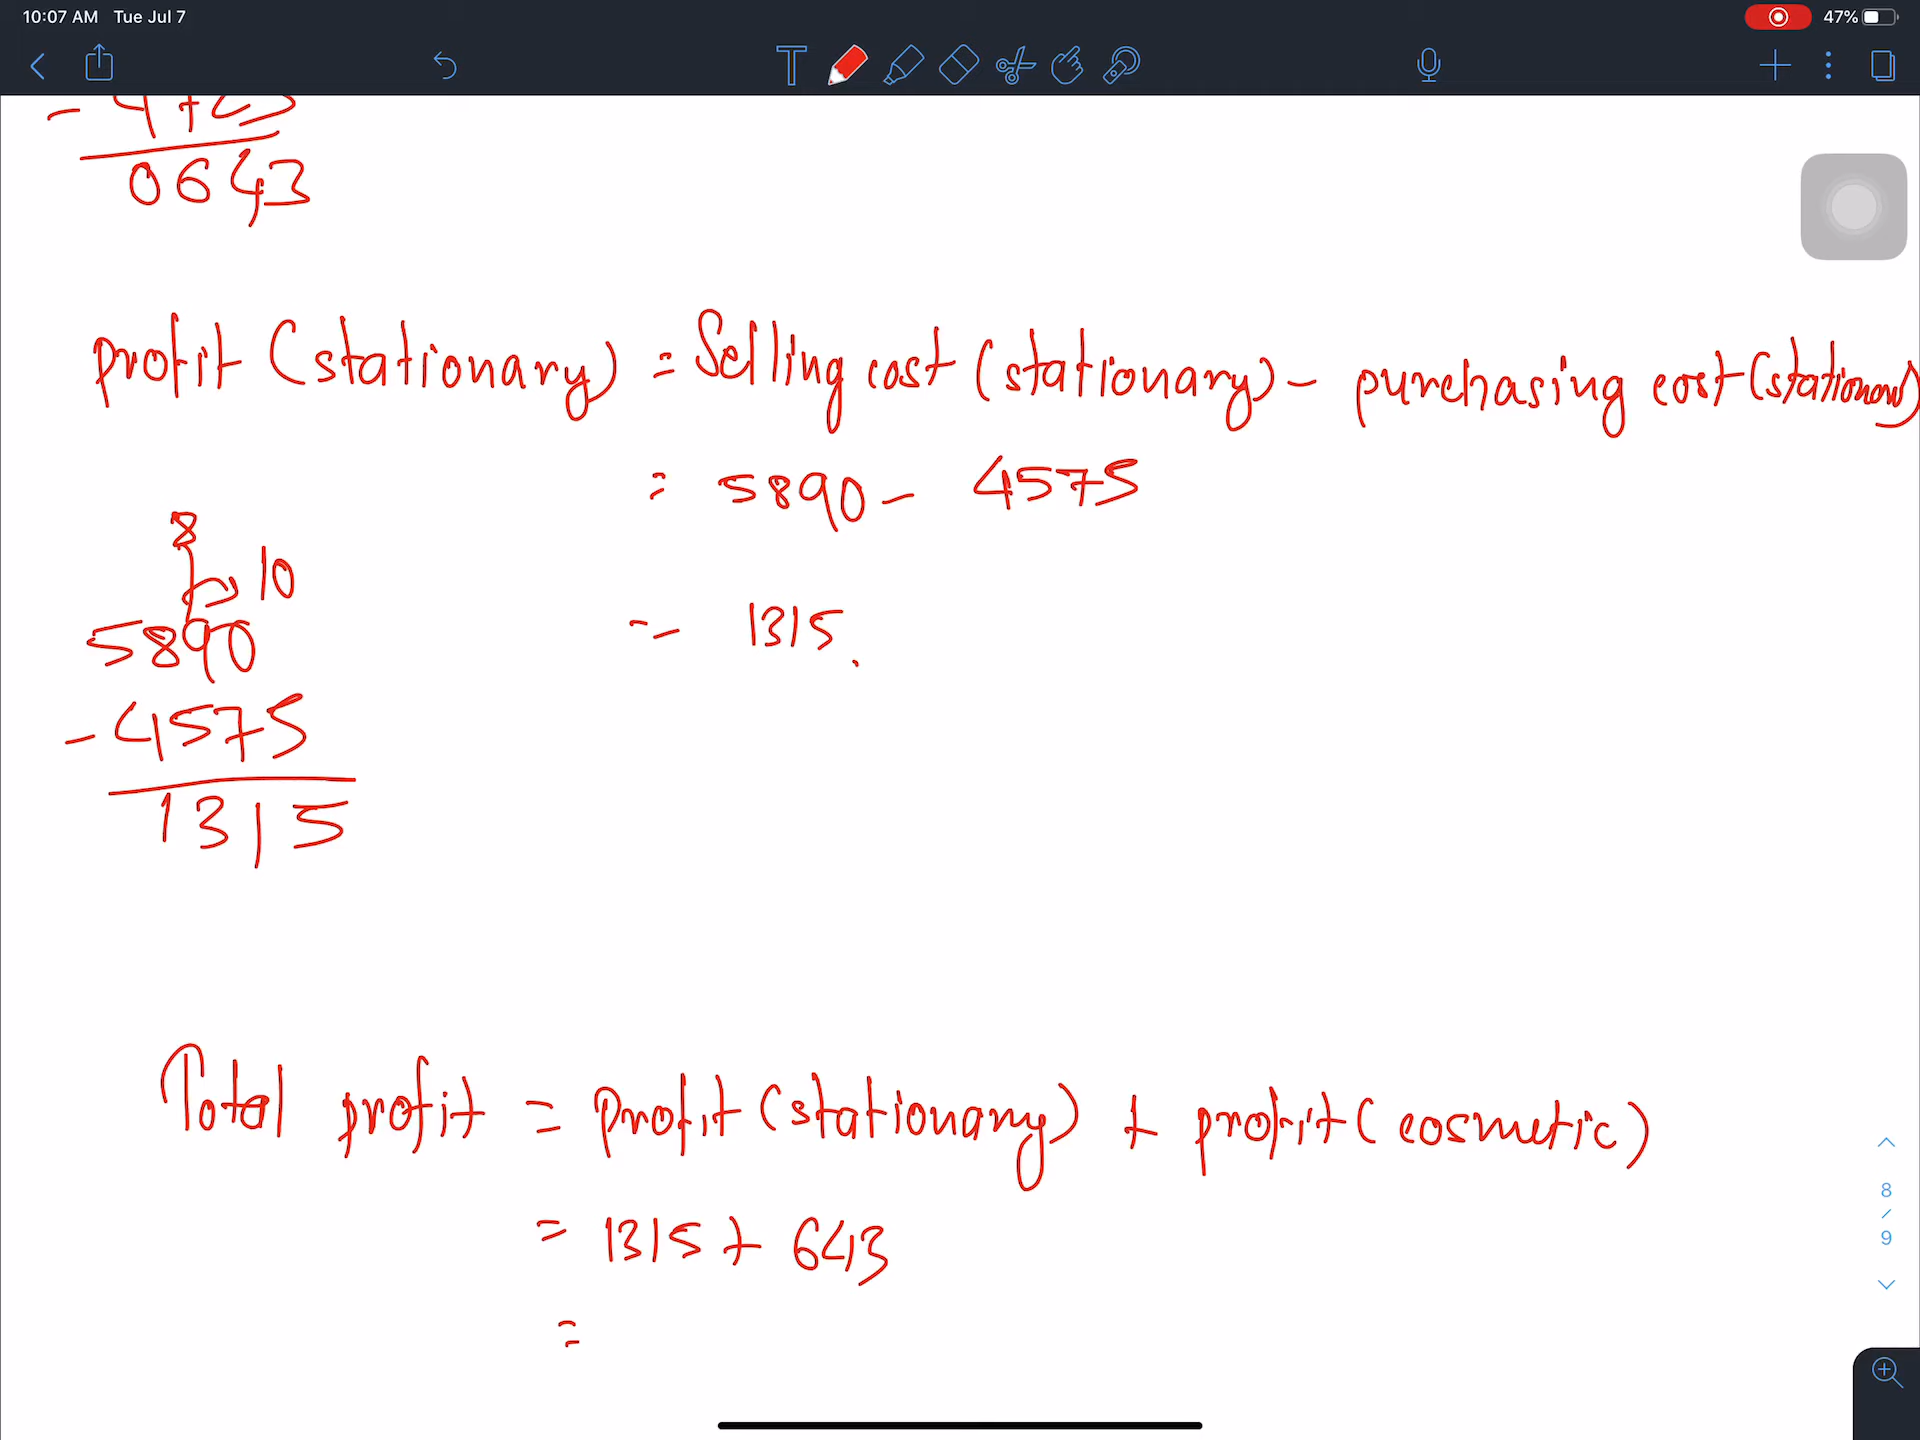 10:07 AM Tue Jul 7
47%
0643
profit (stationary) = Selling cost (stationary) - purchasing cost (stationary)
= 5890 - 4575
8
10
5890
- 4575
1315
= 1315.
Total profit = Profit (stationary) + profit (cosmetic)
= 1315 + 643
=
8
/
9